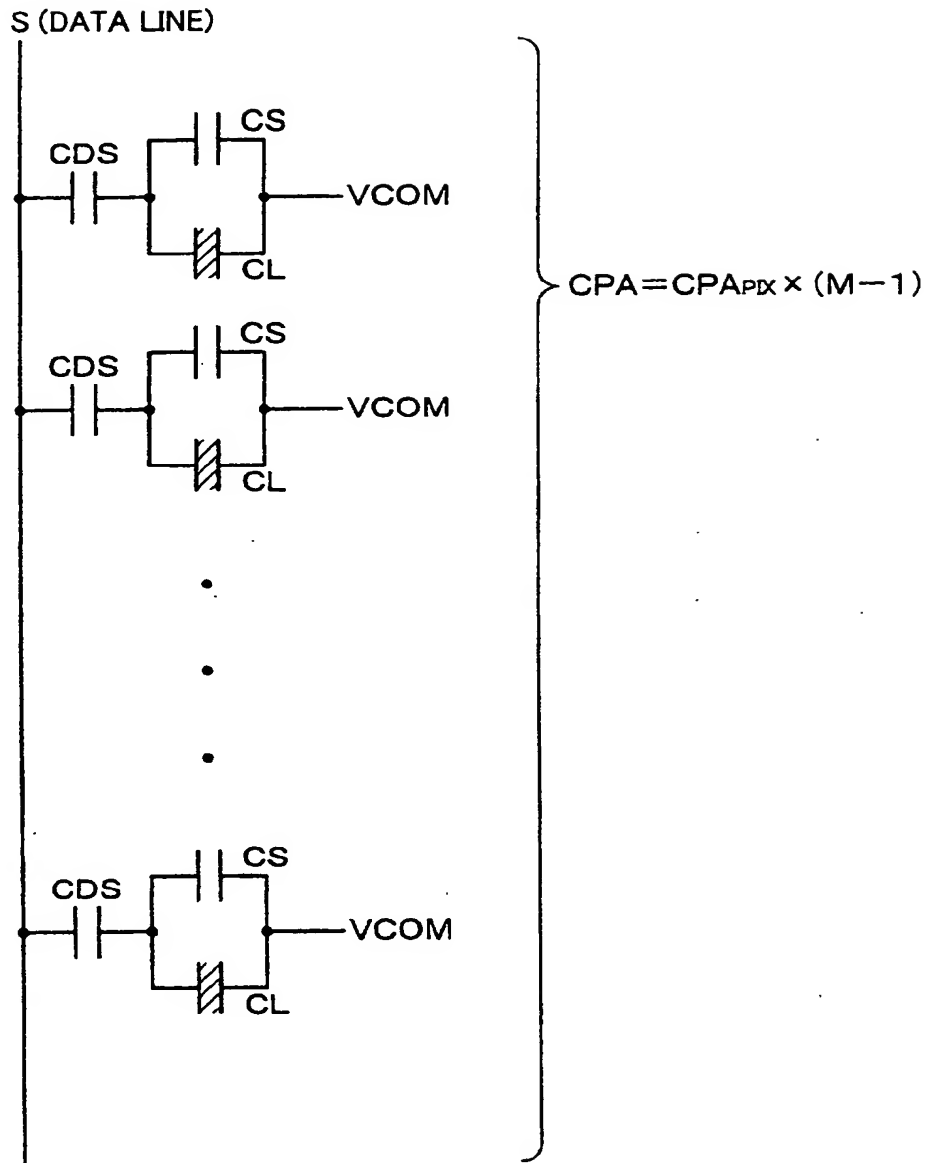 S (DATA LINE)
CS
CDS
VCOM
CL
CPA=CPAPIX × (M-1)
CS
CDS
VCOM
CL
CS
CDS
VCOM
CL